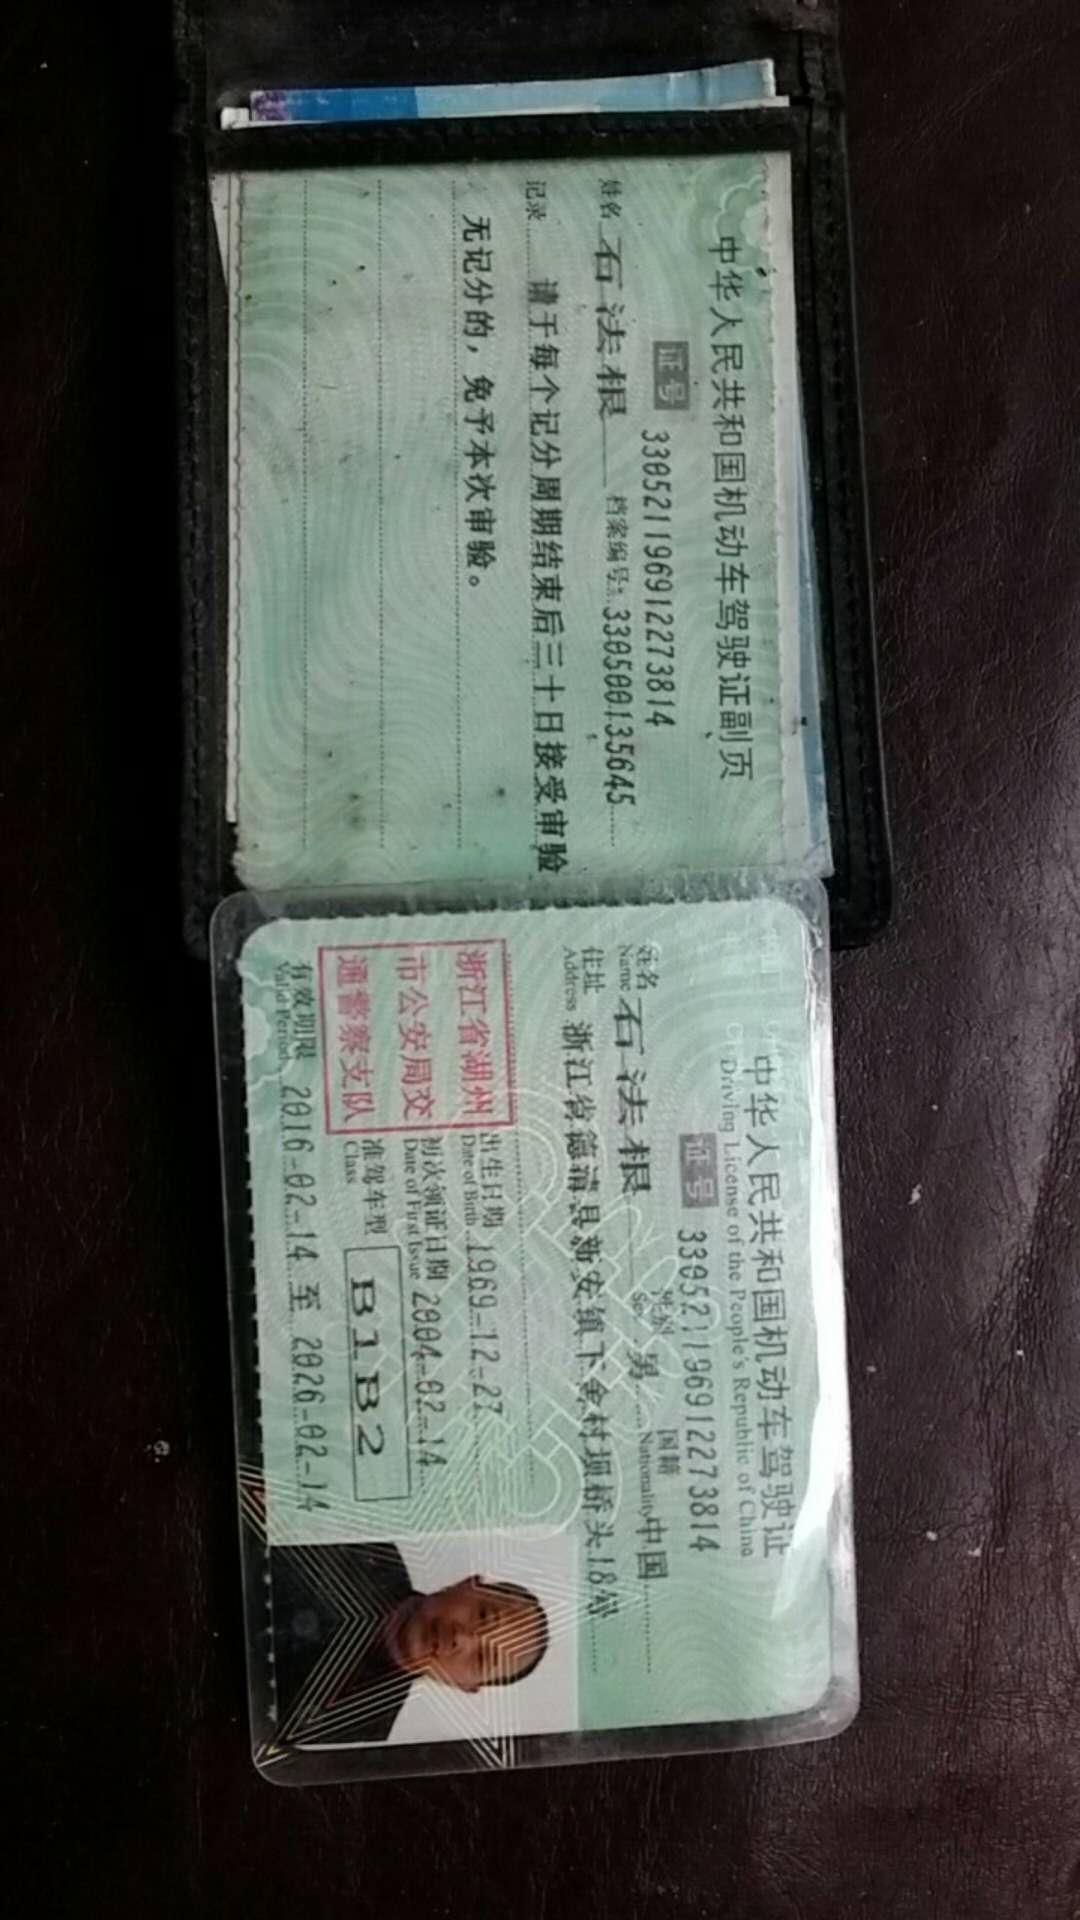 中华人民共和国机动车驾驶证副页
证号 330521196912273814
姓名 石法根 档案编号: 330500135645
记录 请于每个记分周期结束后三十日接受审验
无记分的，免予本次审验。
中华人民共和国机动车驾驶证
Driving License of the People's Republic of China
证号 330521196912273814
姓名 石法根 性别 男 国籍 中国
Name Sex Nationality
住址 浙江省德清县新安镇下舍村坝桥头18号
Address
浙江省湖州
市公安局交
通警察支队
出生日期 1969-12-27
Date of Birth
初次领证日期 2004-02-14
Date of First Issue
准驾车型 B1B2
Class
有效期限 2016-02-14 至 2026-02-14
Valid Period